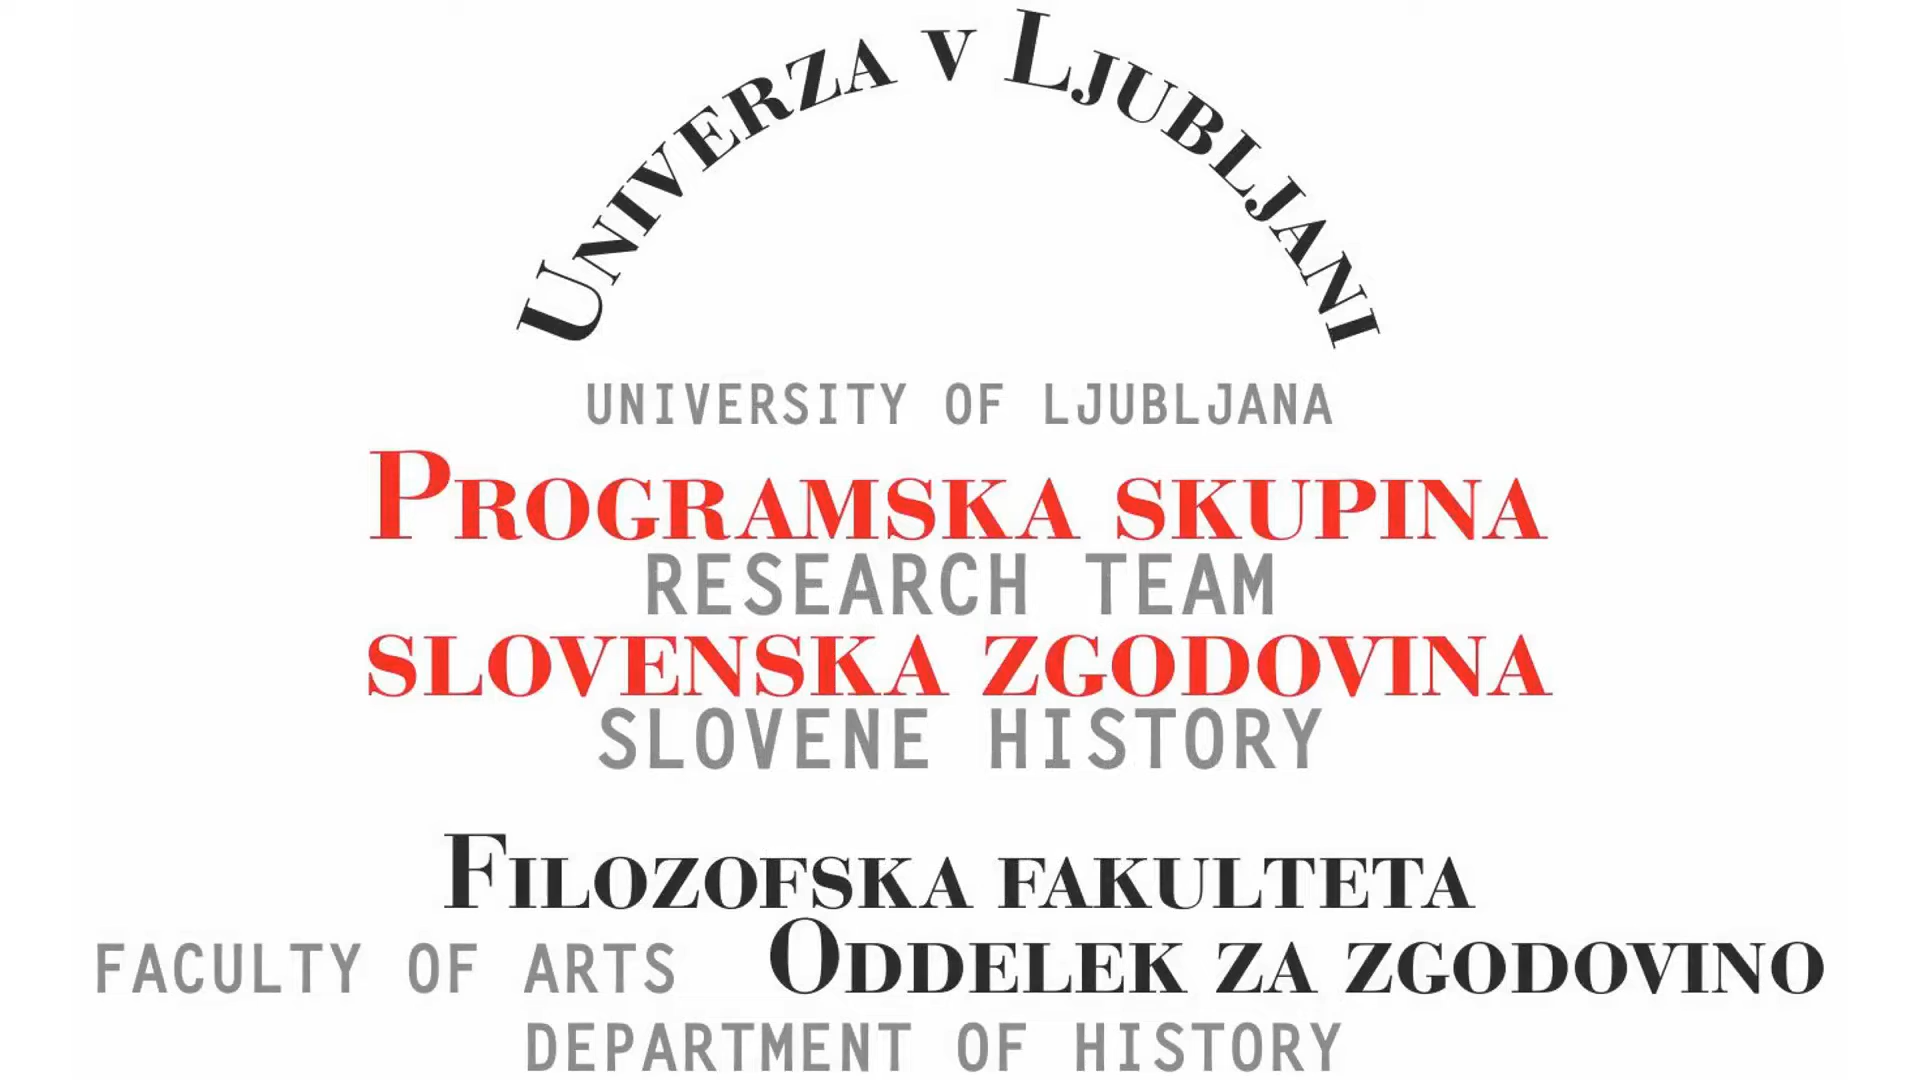 Univerza v Ljubljani
UNIVERSITY OF LJUBLJANA
Programska skupina
RESEARCH TEAM
slovenska zgodovina
SLOVENE HISTORY
Filozofska fakulteta
FACULTY OF ARTS Oddelek za zgodovino
DEPARTMENT OF HISTORY